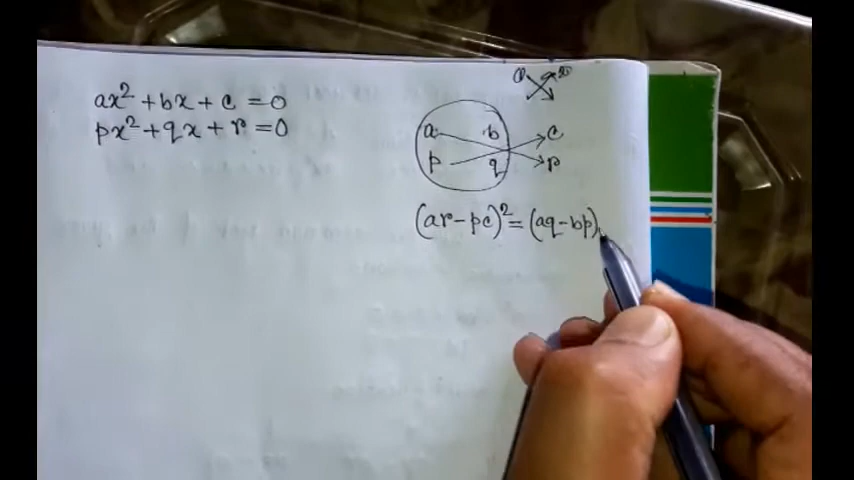 ax² + bx + c = 0
px² + qx + r = 0
a b c
p q r
(ar - pc)² = (aq - bp)